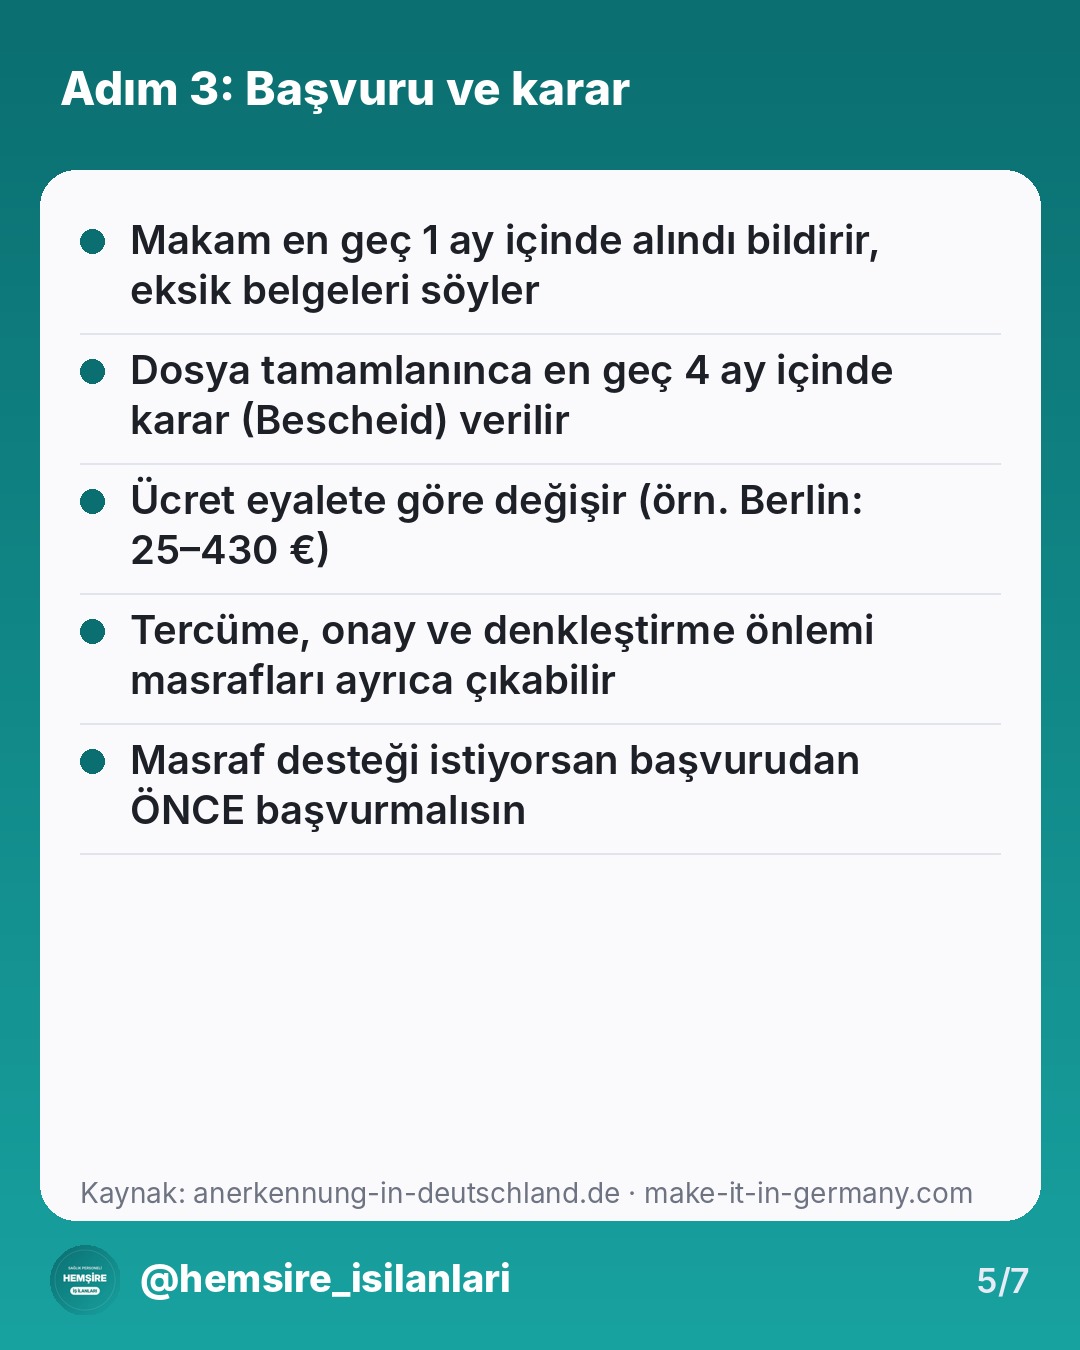 Adım 3: Başvuru ve karar
Makam en geç 1 ay içinde alındı bildirir,
eksik belgeleri söyler
Dosya tamamlanınca en geç 4 ay içinde
karar (Bescheid) verilir
Ücret eyalete göre değişir (örn. Berlin:
25–430 €)
Tercüme, onay ve denkleştirme önlemi
masrafları ayrıca çıkabilir
Masraf desteği istiyorsan başvurudan
ÖNCE başvurmalısın
Kaynak: anerkennung-in-deutschland.de · make-it-in-germany.com
SAĞLIK PERSONELİ
HEMŞİRE
İŞ İLANLARI
@hemsire_isilanlari
5/7